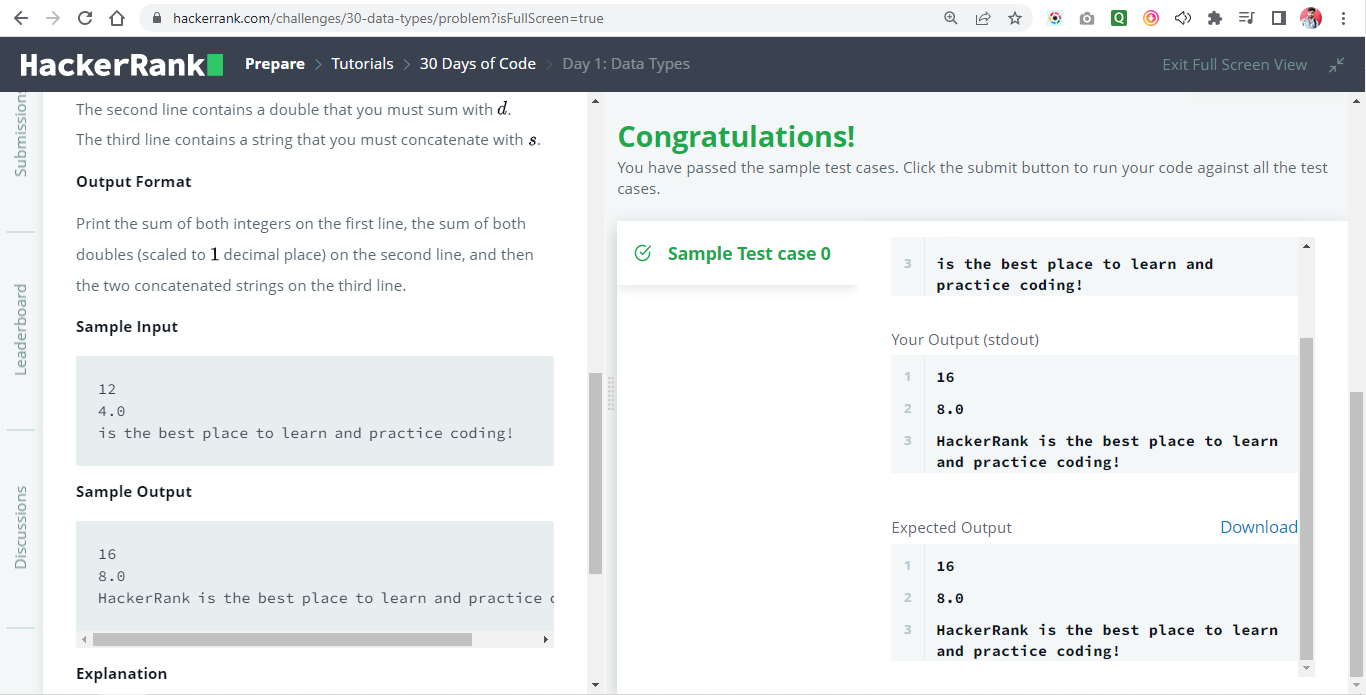 hackerrank.com/challenges/30-data-types/problem?isFullScreen=true
HackerRank
Prepare > Tutorials > 30 Days of Code > Day 1: Data Types
Exit Full Screen View
Submissions
Leaderboard
Discussions
The second line contains a double that you must sum with d.
The third line contains a string that you must concatenate with s.
Output Format
Print the sum of both integers on the first line, the sum of both
doubles (scaled to 1 decimal place) on the second line, and then
the two concatenated strings on the third line.
Sample Input
12
4.0
is the best place to learn and practice coding!
Sample Output
16
8.0
HackerRank is the best place to learn and practice c
Explanation
Congratulations!
You have passed the sample test cases. Click the submit button to run your code against all the test
cases.
Sample Test case 0
3 is the best place to learn and
practice coding!
Your Output (stdout)
1 16
2 8.0
3 HackerRank is the best place to learn
and practice coding!
Expected Output
Download
1 16
2 8.0
3 HackerRank is the best place to learn
and practice coding!